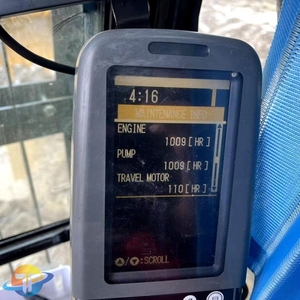 4:16
MAINTENANCE INFO
ENGINE
1009[HR]
PUMP
1009[HR]
TRAVEL MOTOR
110[HR]
▲/▼:SCROLL